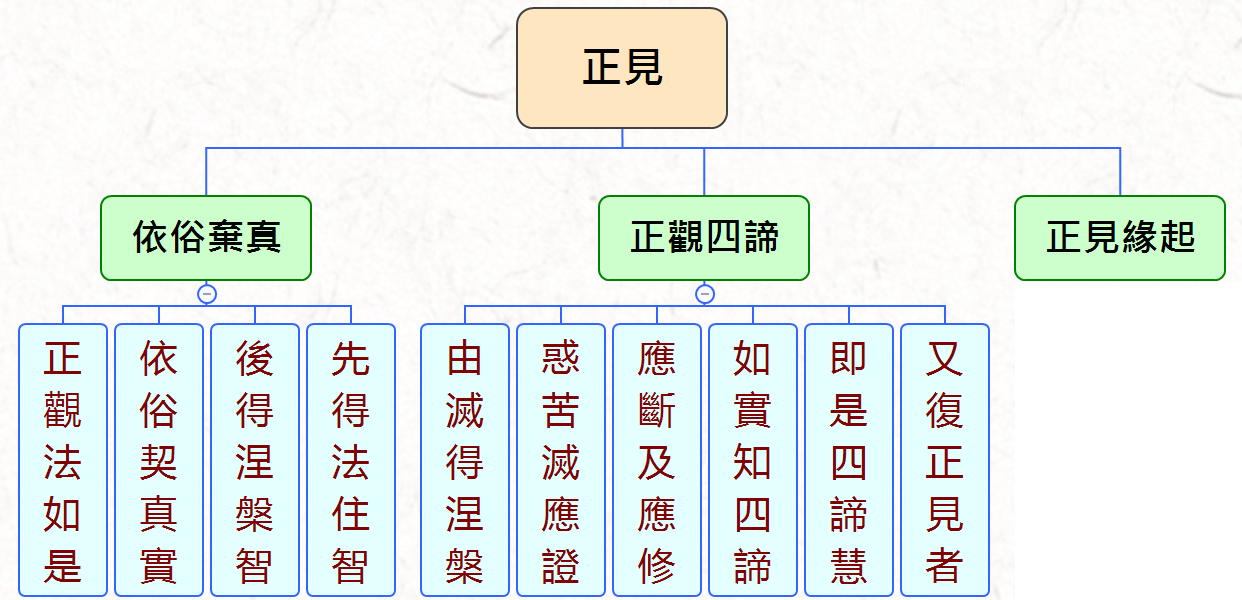 正見
依俗棄真
正觀四諦
正見緣起
先得法住智
後得涅槃智
依俗契真實
正觀法如是
又復正見者
即是四諦慧
如實知四諦
應斷及應修
惑苦滅應證
由滅得涅槃